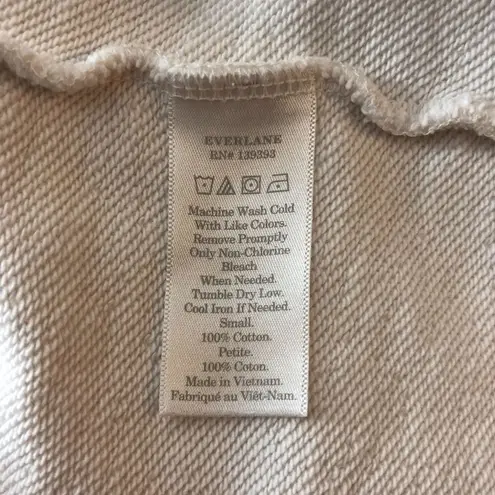 EVERLANE
RN# 139393
Machine Wash Cold
With Like Colors.
Remove Promptly
Only Non-Chlorine
Bleach
When Needed.
Tumble Dry Low.
Cool Iron If Needed.
Small.
100% Cotton.
Petite.
100% Coton.
Made in Vietnam.
Fabriqué au Viêt-Nam.